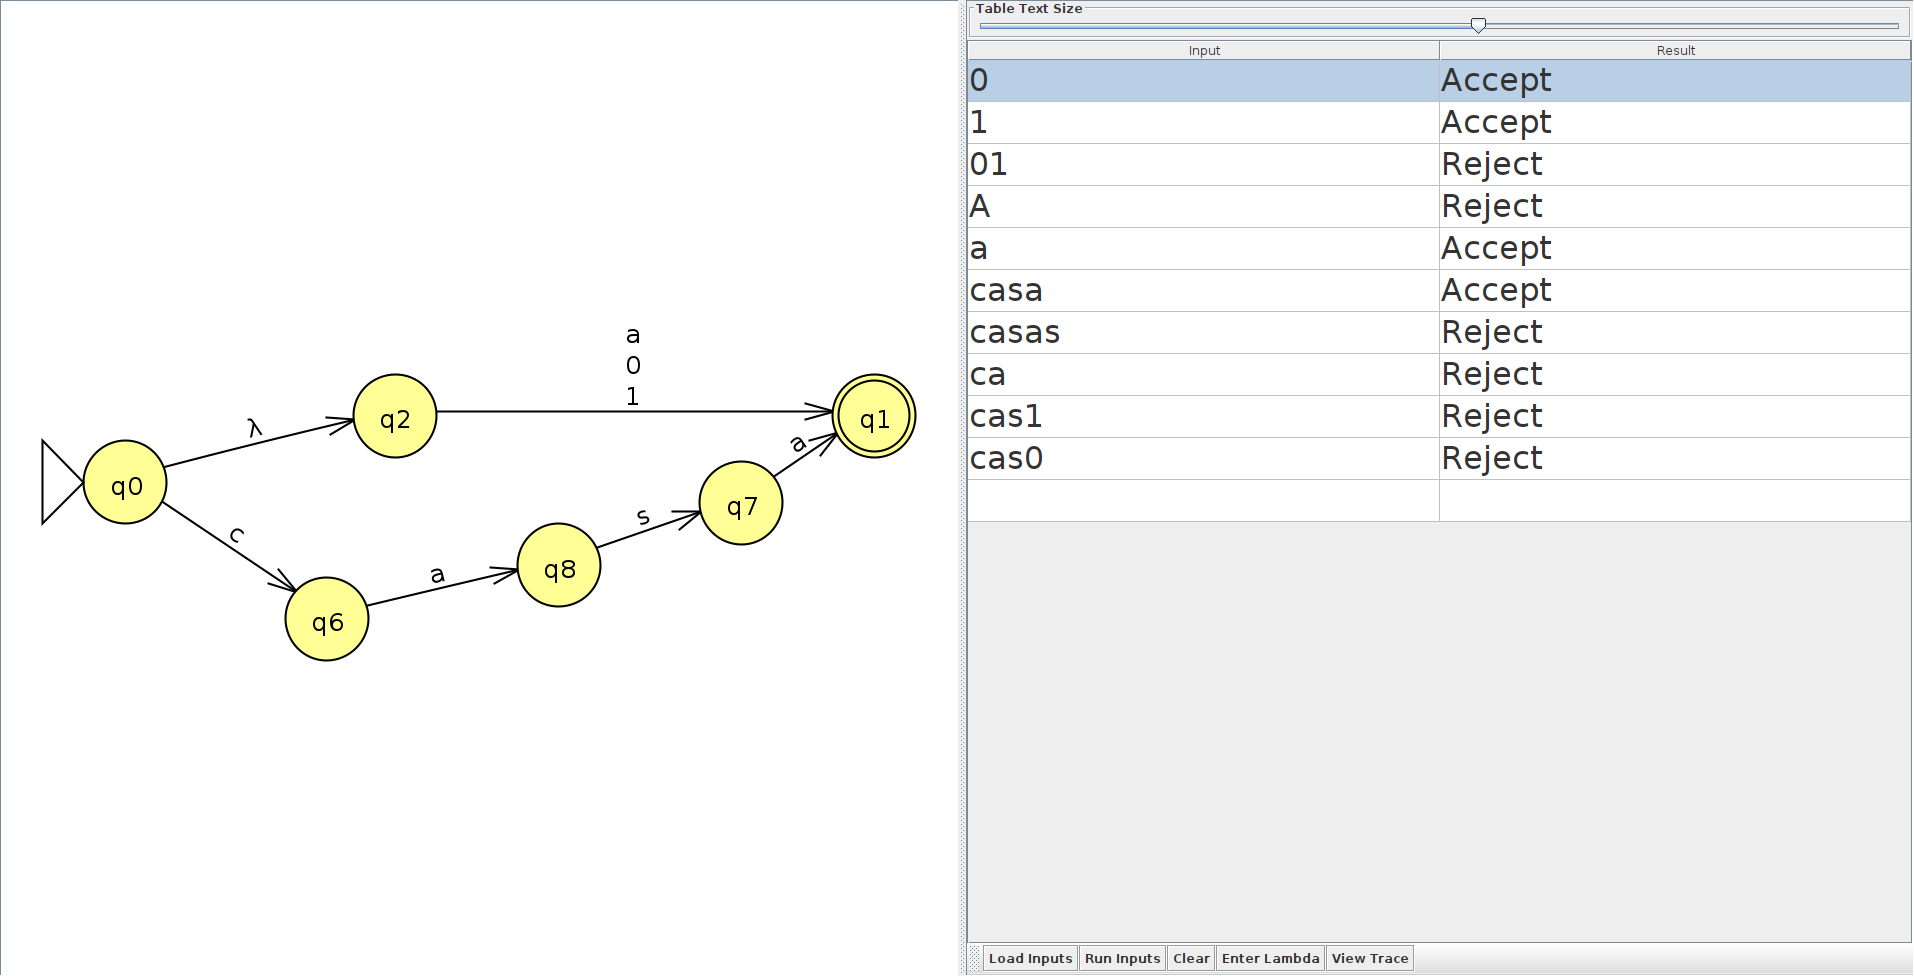 a
0
1
λ
q2
q1
a
q0
c
s
q7
a
q8
q6
Table Text Size
Input Result
0 Accept
1 Accept
01 Reject
A Reject
a Accept
casa Accept
casas Reject
ca Reject
cas1 Reject
cas0 Reject
Load Inputs Run Inputs Clear Enter Lambda View Trace